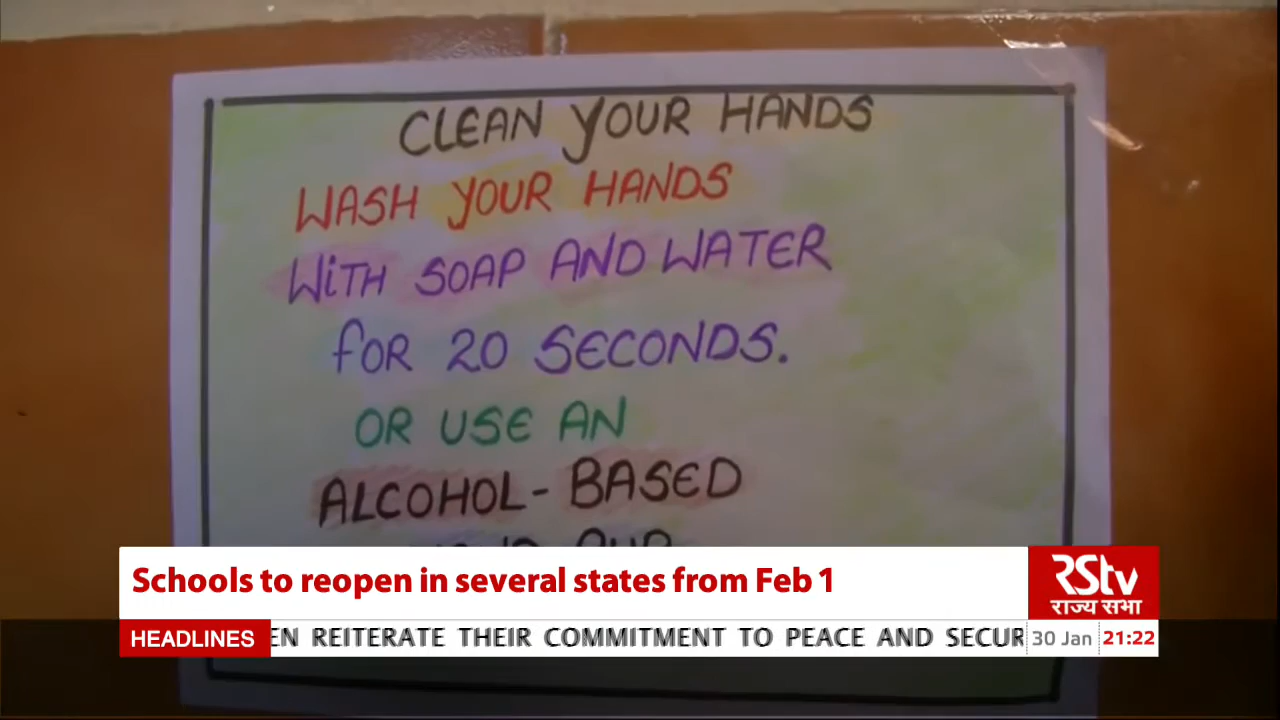 CLEAN YOUR HANDS
WASH YOUR HANDS
WiTH SOAP AND WATER
foR 20 SECONDS.
OR USE AN
ALCOHOL-BASED
Schools to reopen in several states from Feb 1
RStv
राज्य सभा
HEADLINES
EN REITERATE THEIR COMMITMENT TO PEACE AND SECUR
30 Jan
21:22